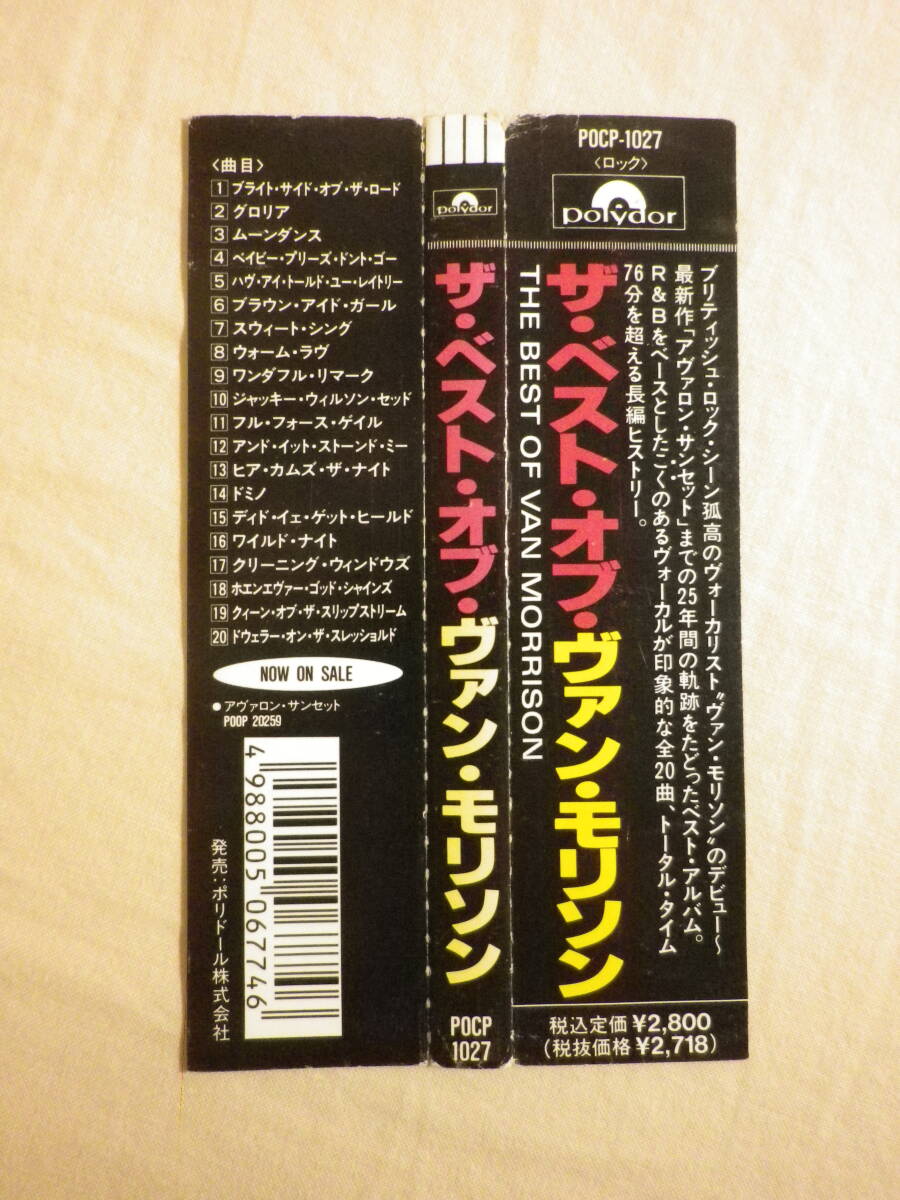 〈曲目〉
1 ブライト・サイド・オブ・ザ・ロード
2 グロリア
3 ムーンダンス
4 ベイビー・プリーズ・ドント・ゴー
5 ハヴ・アイ・トールド・ユー・レイトリー
6 ブラウン・アイド・ガール
7 スウィート・シング
8 ウォーム・ラヴ
9 ワンダフル・リマーク
10 ジャッキー・ウィルソン・セッド
11 フル・フォース・ゲイル
12 アンド・イット・ストーンド・ミー
13 ヒア・カムズ・ザ・ナイト
14 ドミノ
15 ディド・イェ・ゲット・ヒールド
16 ワイルド・ナイト
17 クリーニング・ウィンドウズ
18 ホエンエヴァー・ゴッド・シャインズ
19 クィーン・オブ・ザ・スリップストリーム
20 ドウェラー・オン・ザ・スレッショルド
NOW ON SALE
●アヴァロン・サンセット
POOP 20259
4 988005 067746
発売:ポリドール株式会社
polydor
ザ・ベスト・オブ・ヴァン・モリソン
POCP
1027
POCP-1027
〈ロック〉
polydor
ブリティッシュ・ロック・シーン孤高のヴォーカリスト〝ヴァン・モリソン〟のデビュー〜
最新作「アヴァロン・サンセット」までの25年間の軌跡をたどったベスト・アルバム。
R&Bをベースとしたこくのあるヴォーカルが印象的な全20曲、トータル・タイム
76分を超える長編ヒストリー。
ザ・ベスト・オブ・ヴァン・モリソン
THE BEST OF VAN MORRISON
税込定価¥2,800
(税抜価格¥2,718)